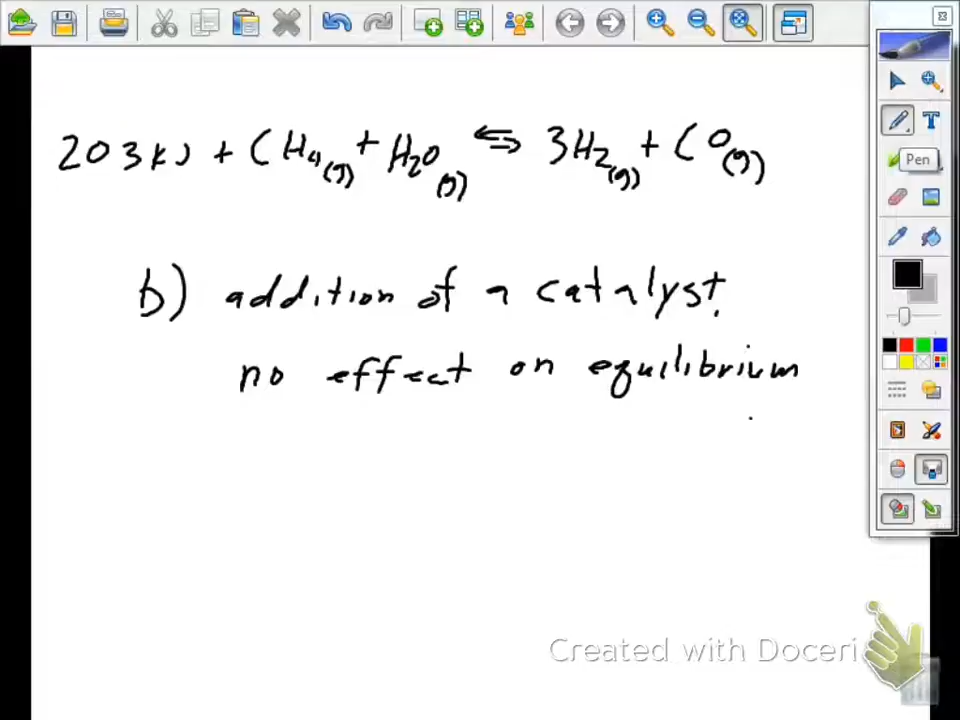 203kJ + CH4(g) + H2O(g) ⇌ 3H2(g) + CO(g)
b) addition of a catalyst.
no effect on equilibrium
Pen
Created with Doceri